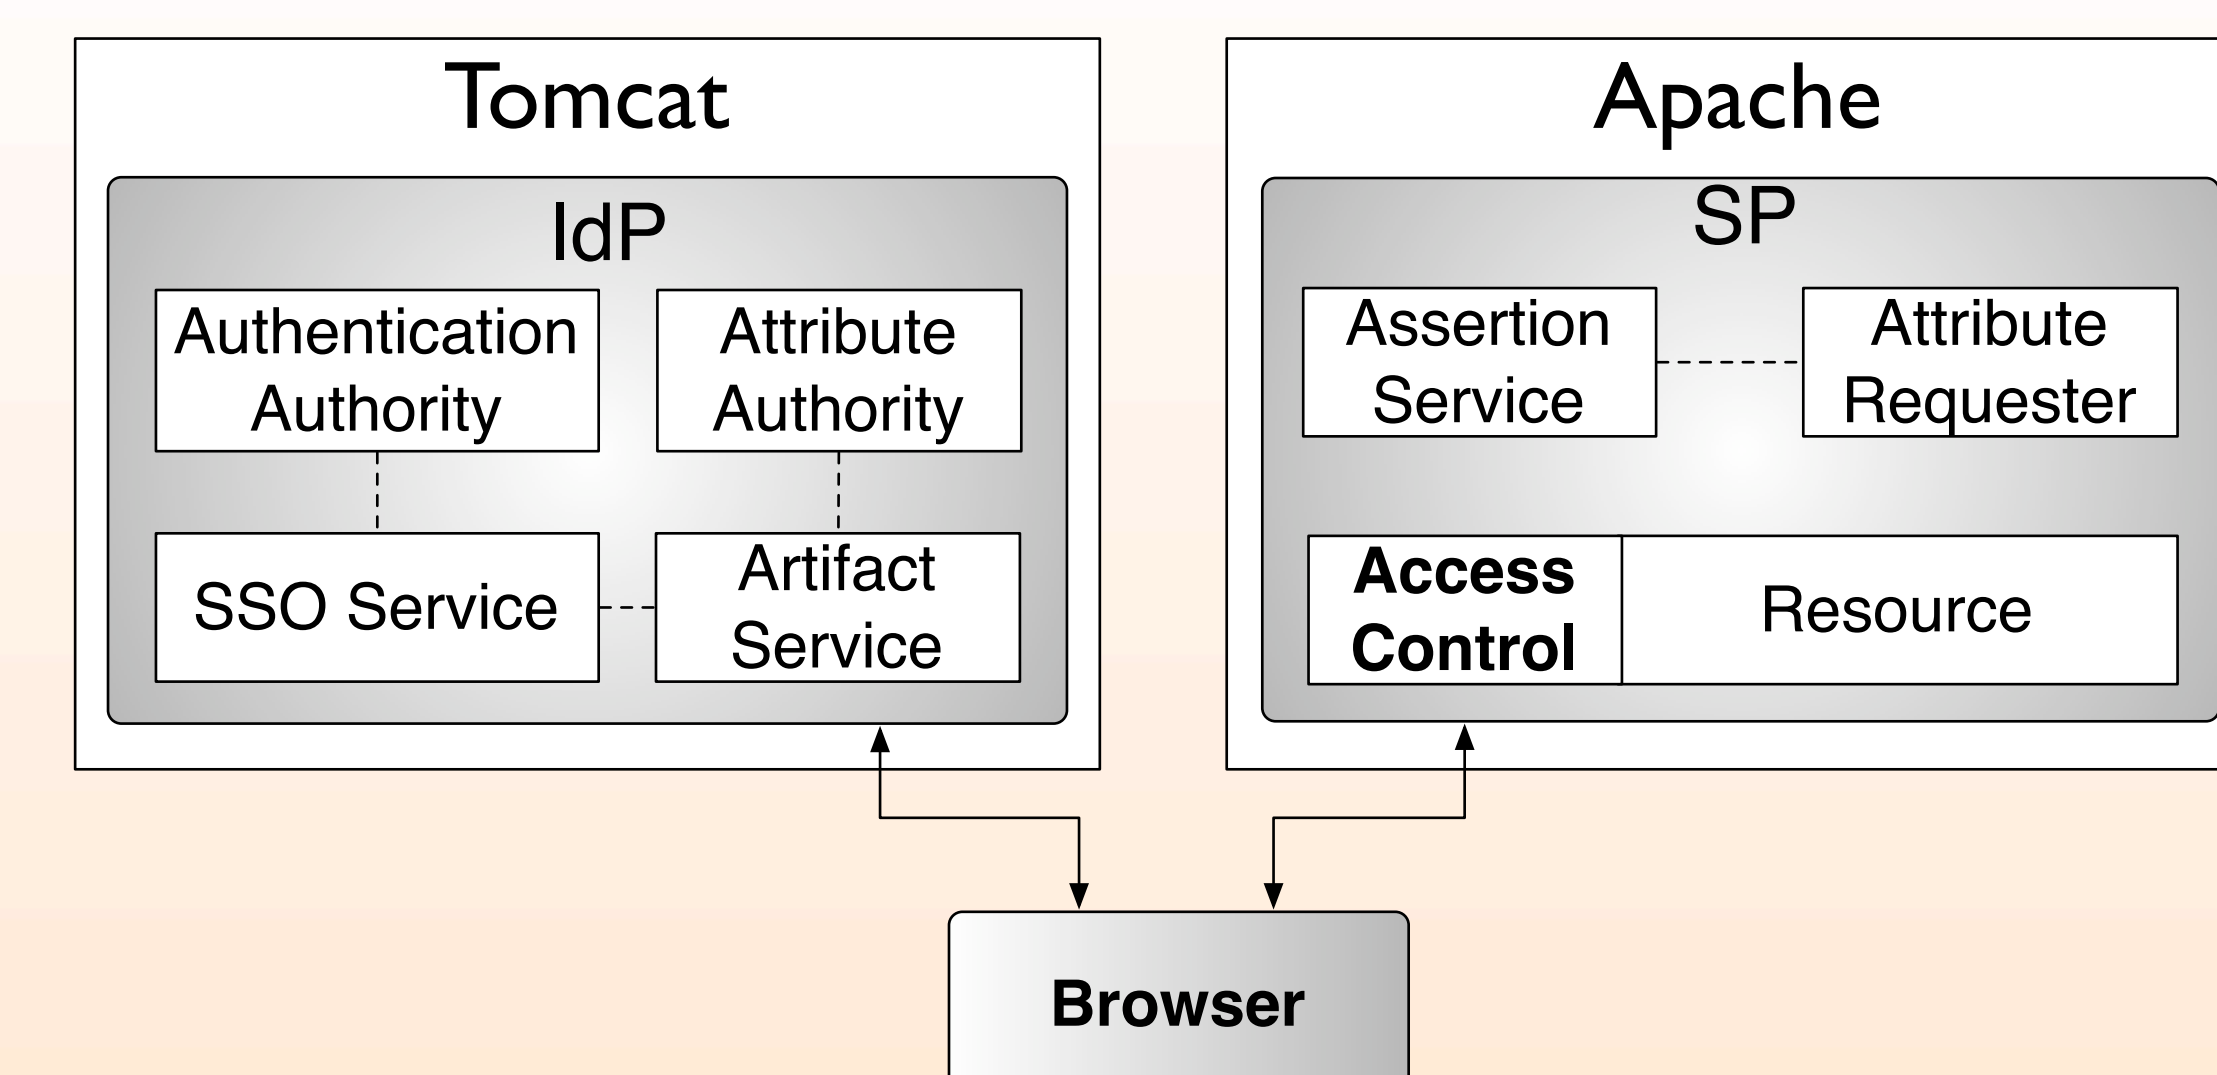 Tomcat
IdP
Authentication
Authority
Attribute
Authority
SSO Service
Artifact
Service
Apache
SP
Assertion
Service
Attribute
Requester
Access
Control
Resource
Browser